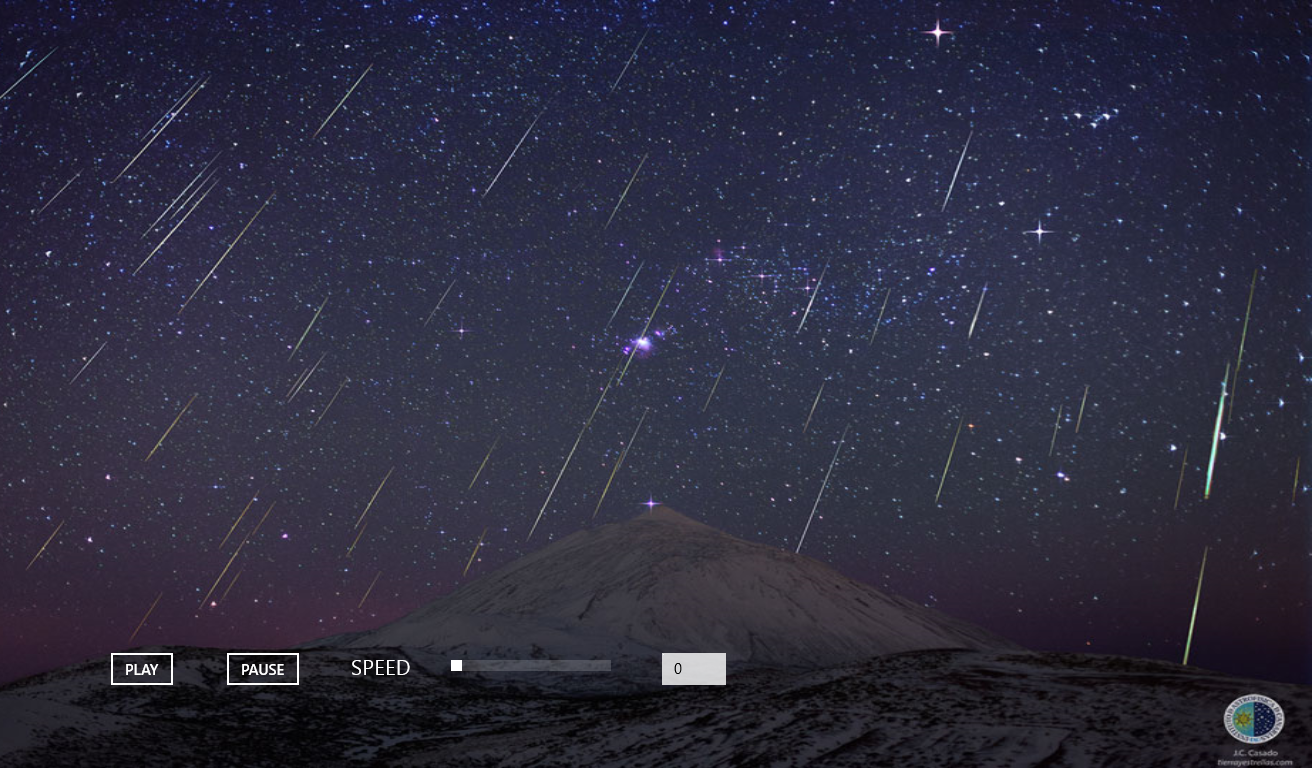 PLAY
PAUSE
SPEED
0
J.C. Casado
tierrayestrellas.com